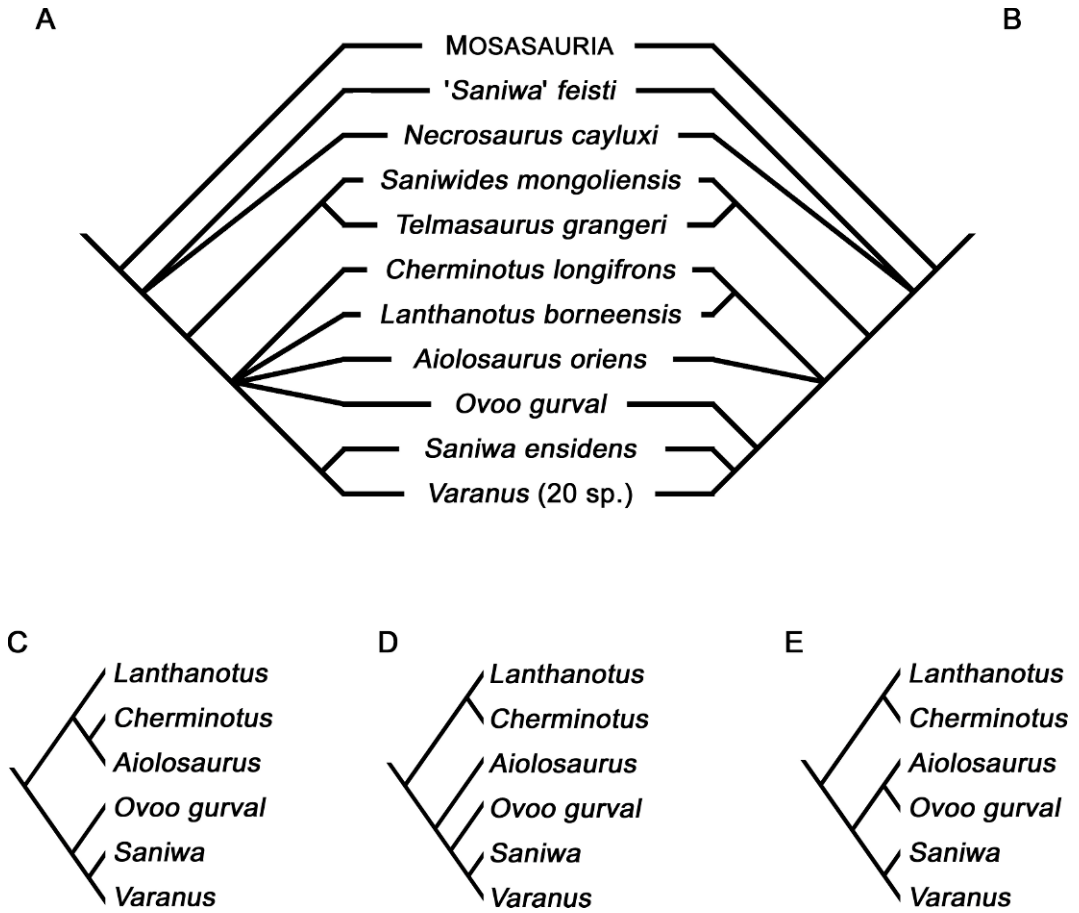 A
B
MOSASAURIA
'Saniwa' feisti
Necrosaurus cayluxi
Saniwides mongoliensis
Telmasaurus grangeri
Cherminotus longifrons
Lanthanotus borneensis
Aiolosaurus oriens
Ovoo gurval
Saniwa ensidens
Varanus (20 sp.)
C
Lanthanotus
Cherminotus
Aiolosaurus
Ovoo gurval
Saniwa
Varanus
D
Lanthanotus
Cherminotus
Aiolosaurus
Ovoo gurval
Saniwa
Varanus
E
Lanthanotus
Cherminotus
Aiolosaurus
Ovoo gurval
Saniwa
Varanus